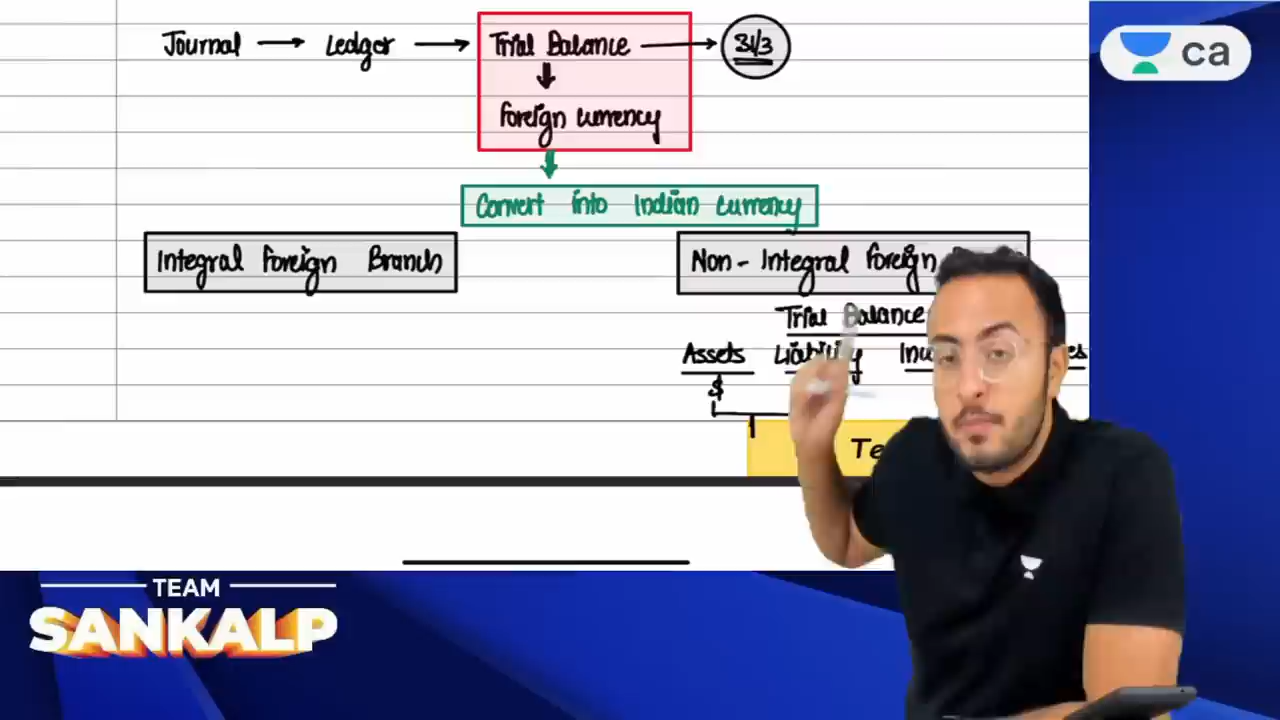 Journal → Ledger → Trial Balance → 31/3
Foreign currency
Convert into Indian Currency
Integral Foreign Branch
Non - Integral Foreign
Trial Balance
Assets Liability
$
ca
TEAM
SANKALP